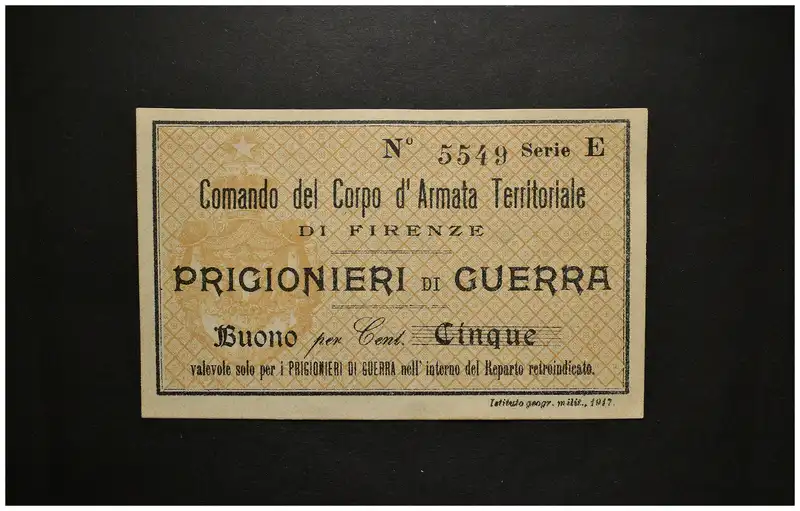 Nº 5549 Serie E
Comando del Corpo d'Armata Territoriale
DI FIRENZE
PRIGIONIERI DI GUERRA
Buono per Cent. Cinque
valevole solo per i PRIGIONIERI DI GUERRA nell'interno del Reparto retroindicato.
Istituto geogr. milit., 1917.